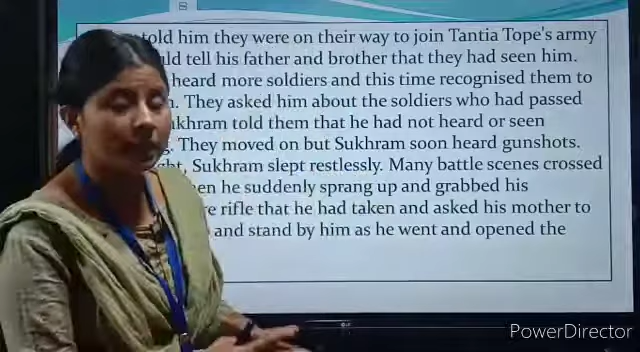 told him they were on their way to join Tantia Tope's army
tell his father and brother that they had seen him.
heard more soldiers and this time recognised them to
They asked him about the soldiers who had passed
told them that he had not heard or seen
They moved on but Sukhram soon heard gunshots.
Sukhram slept restlessly. Many battle scenes crossed
he suddenly sprang up and grabbed his
rifle that he had taken and asked his mother to
and stand by him as he went and opened the
PowerDirector